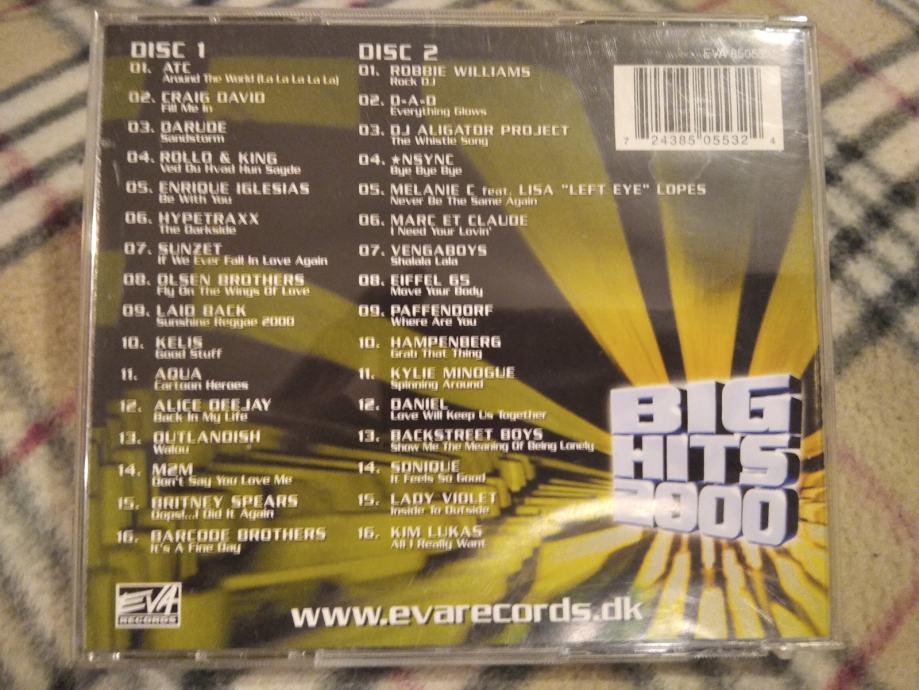 DISC 1
01. ATC
Around The World (La La La La La)
02. CRAIG DAVID
Fill Me In
03. DARUDE
Sandstorm
04. ROLLO & KING
Ved Du Hvad Hun Sagde
05. ENRIQUE IGLESIAS
Be With You
06. HYPETRAXX
The Darkside
07. SUNZET
If We Ever Fall In Love Again
08. OLSEN BROTHERS
Fly On The Wings Of Love
09. LAID BACK
Sunshine Reggae 2000
10. KELIS
Good Stuff
11. AQUA
Cartoon Heroes
12. ALICE DEEJAY
Back In My Life
13. OUTLANDISH
Walou
14. M2M
Don't Say You Love Me
15. BRITNEY SPEARS
Oops!...I Did It Again
16. BARCODE BROTHERS
It's A Fine Day
DISC 2
01. ROBBIE WILLIAMS
Rock DJ
02. D-A-D
Everything Glows
03. DJ ALIGATOR PROJECT
The Whistle Song
04. ★NSYNC
Bye Bye Bye
05. MELANIE C feat. LISA "LEFT EYE" LOPES
Never Be The Same Again
06. MARC ET CLAUDE
I Need Your Lovin'
07. VENGABOYS
Shalala Lala
08. EIFFEL 65
Move Your Body
09. PAFFENDORF
Where Are You
10. HAMPENBERG
Grab That Thing
11. KYLIE MINOGUE
Spinning Around
12. DANIEL
Love Will Keep Us Together
13. BACKSTREET BOYS
Show Me The Meaning Of Being Lonely
14. SONIQUE
It Feels So Good
15. LADY VIOLET
Inside To Outside
16. KIM LUKAS
All I Really Want
EVA
7 24385 05532 4
BIG
HITS
2000
EVA
RECORDS
www.evarecords.dk